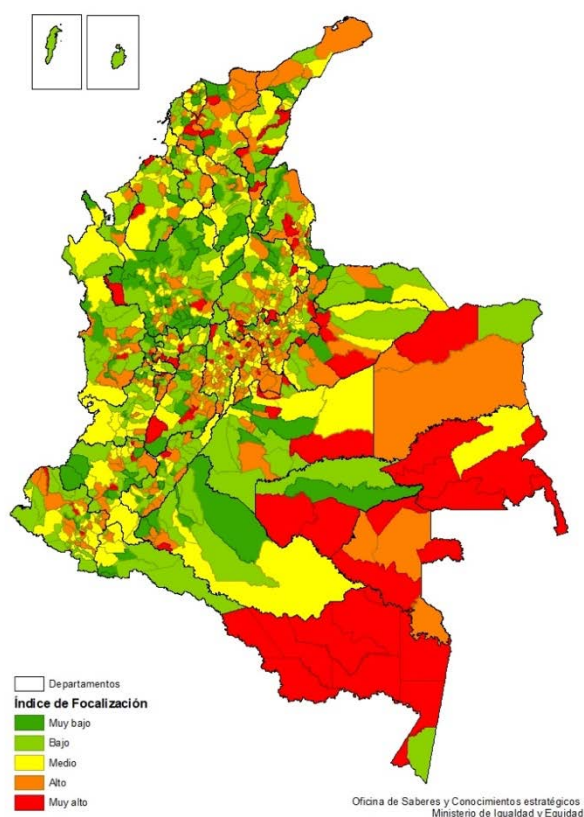 Departamentos
Índice de Focalización
Muy bajo
Bajo
Medio
Alto
Muy alto
Oficina de Saberes y Conocimientos estratégicos
Ministerio de Igualdad y Equidad